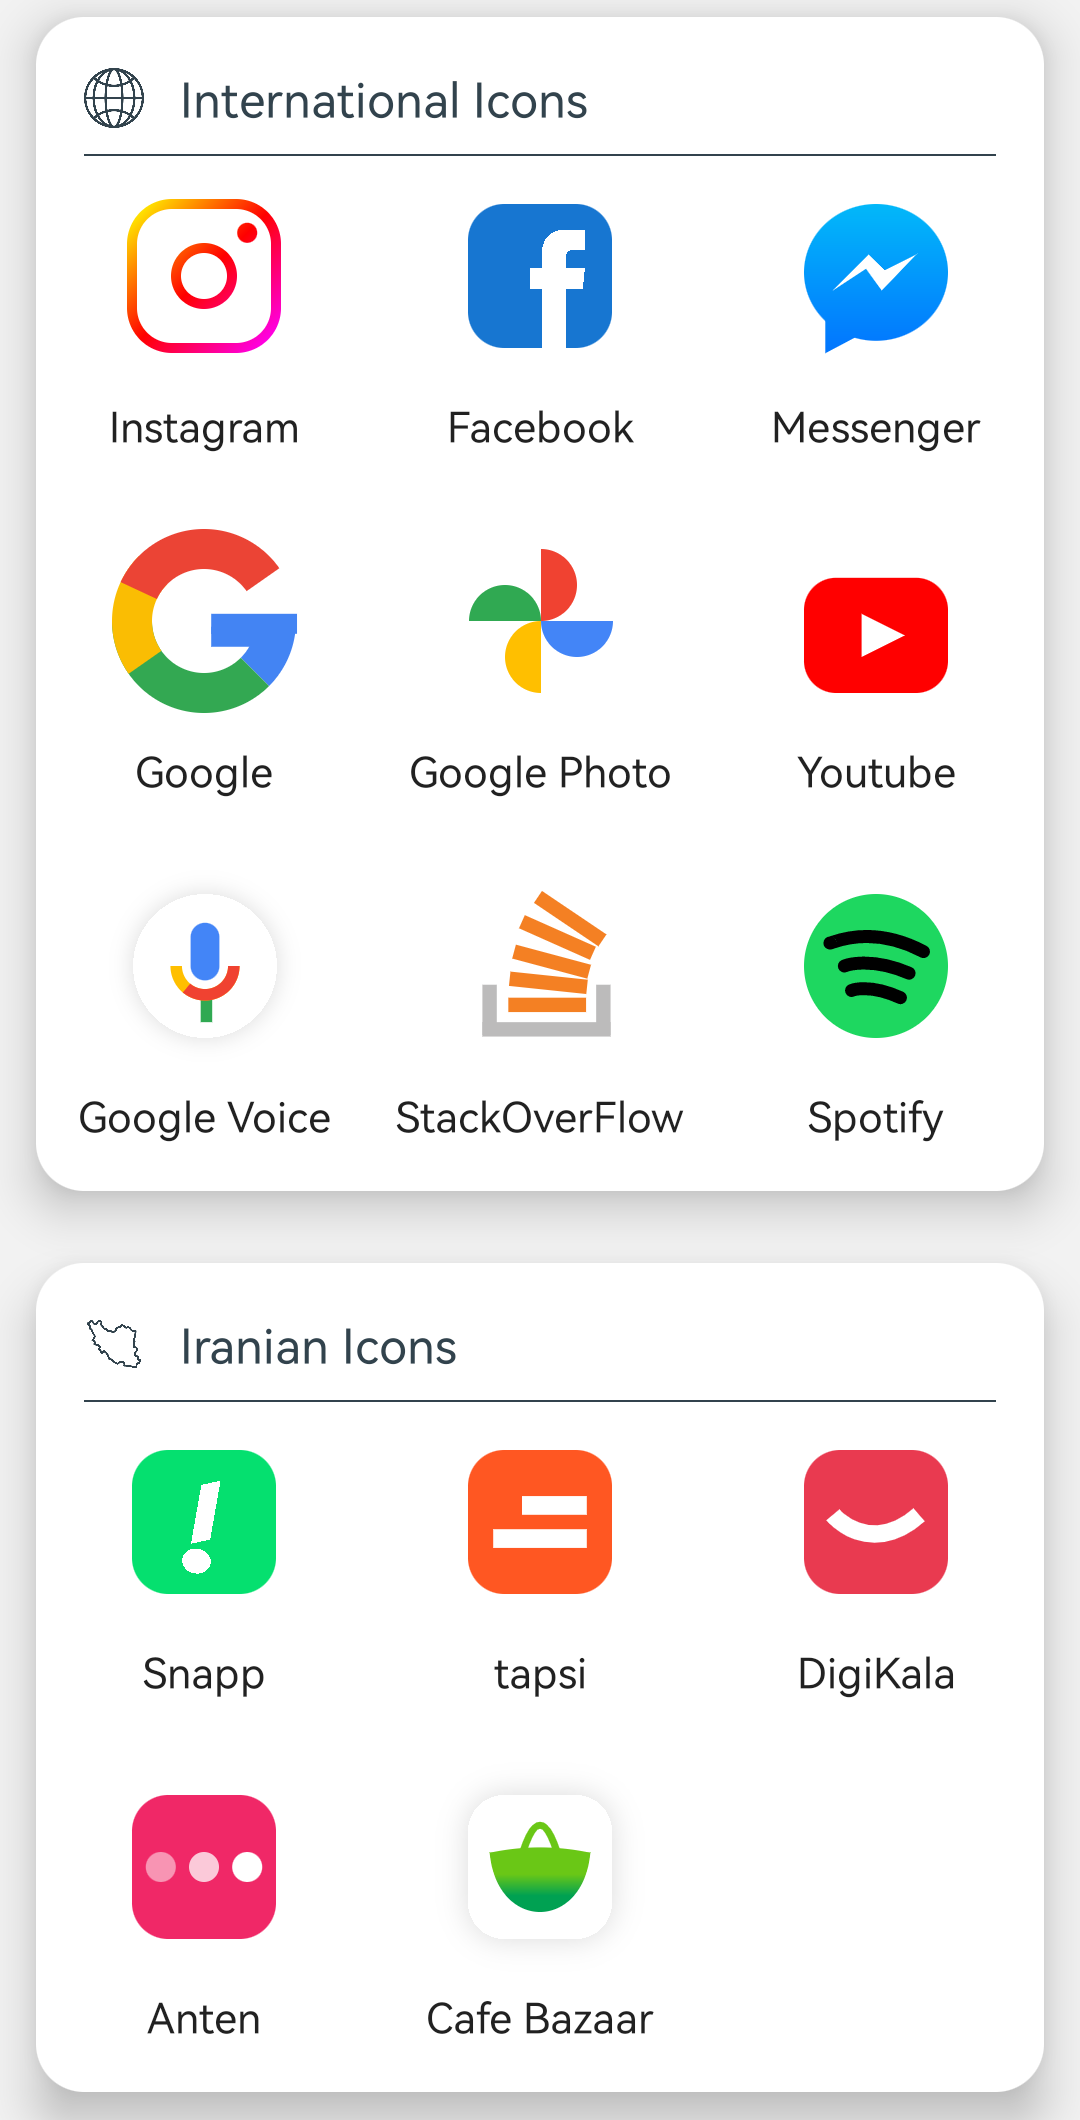 International Icons
Instagram
Facebook
Messenger
Google
Google Photo
Youtube
Google Voice
StackOverFlow
Spotify
Iranian Icons
Snapp
tapsi
DigiKala
Anten
Cafe Bazaar